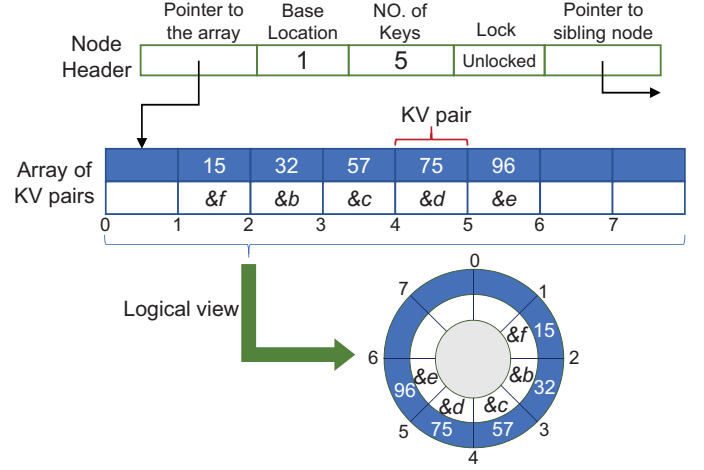 Pointer to
the array
Base
Location
NO. of
Keys
Lock
Pointer to
sibling node
Node
Header
1
5
Unlocked
KV pair
Array of
KV pairs
15 32 57 75 96
&f &b &c &d &e
0 1 2 3 4 5 6 7
Logical view
0
7 1
&f 15
6 2
&e &b
96 32
&d &c
5 75 57 3
4